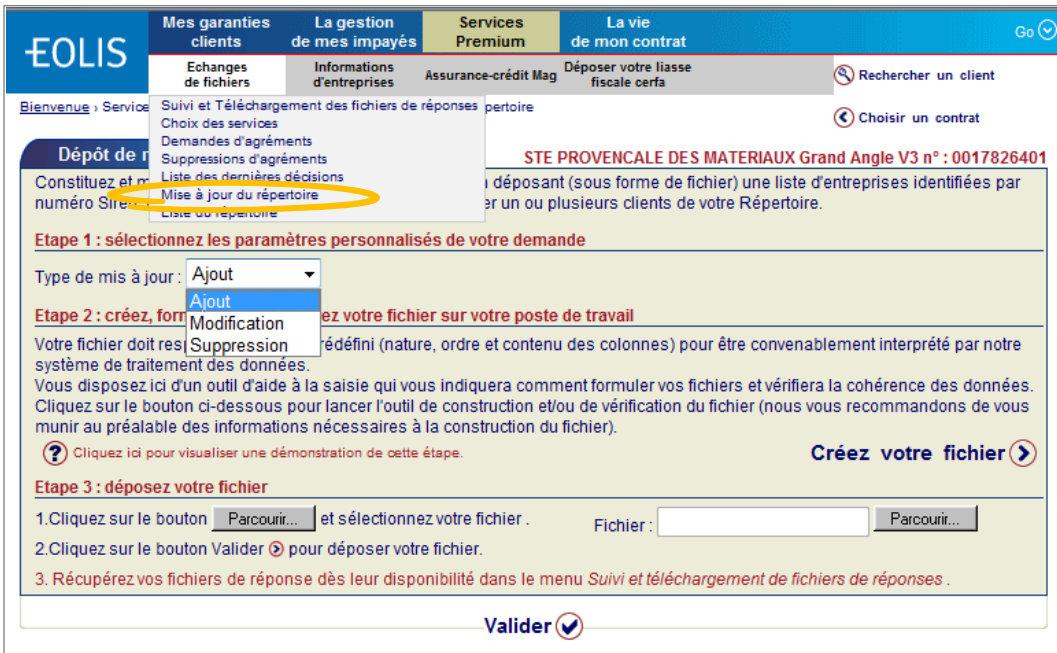 EOLIS
Mes garanties clients
La gestion de mes impayés
Services Premium
La vie de mon contrat
Go
Echanges de fichiers
Informations d'entreprises
Assurance-crédit Mag
Déposer votre liasse fiscale cerfa
Rechercher un client
Choisir un contrat
Bienvenue › Service
pertoire
Suivi et Téléchargement des fichiers de réponses
Choix des services
Demandes d'agréments
Suppressions d'agréments
Liste des dernières décisions
Mise à jour du répertoire
Liste du répertoire
Dépôt de
STE PROVENCALE DES MATERIAUX Grand Angle V3 n° : 0017826401
Constituez et déposant (sous forme de fichier) une liste d'entreprises identifiées par
numéro Siren un ou plusieurs clients de votre Répertoire.
Etape 1 : sélectionnez les paramètres personnalisés de votre demande
Type de mis à jour : Ajout
Ajout
Modification
Suppression
Etape 2 : créez, ez votre fichier sur votre poste de travail
Votre fichier doit rédéfini (nature, ordre et contenu des colonnes) pour être convenablement interprété par notre
système de traitement des données.
Vous disposez ici d'un outil d'aide à la saisie qui vous indiquera comment formuler vos fichiers et vérifiera la cohérence des données.
Cliquez sur le bouton ci-dessous pour lancer l'outil de construction et/ou de vérification du fichier (nous vous recommandons de vous
munir au préalable des informations nécessaires à la construction du fichier).
? Cliquez ici pour visualiser une démonstration de cette étape.
Créez votre fichier
Etape 3 : déposez votre fichier
1.Cliquez sur le bouton Parcourir... et sélectionnez votre fichier .
Fichier : Parcourir...
2.Cliquez sur le bouton Valider pour déposer votre fichier.
3. Récupérez vos fichiers de réponse dès leur disponibilité dans le menu Suivi et téléchargement de fichiers de réponses .
Valider